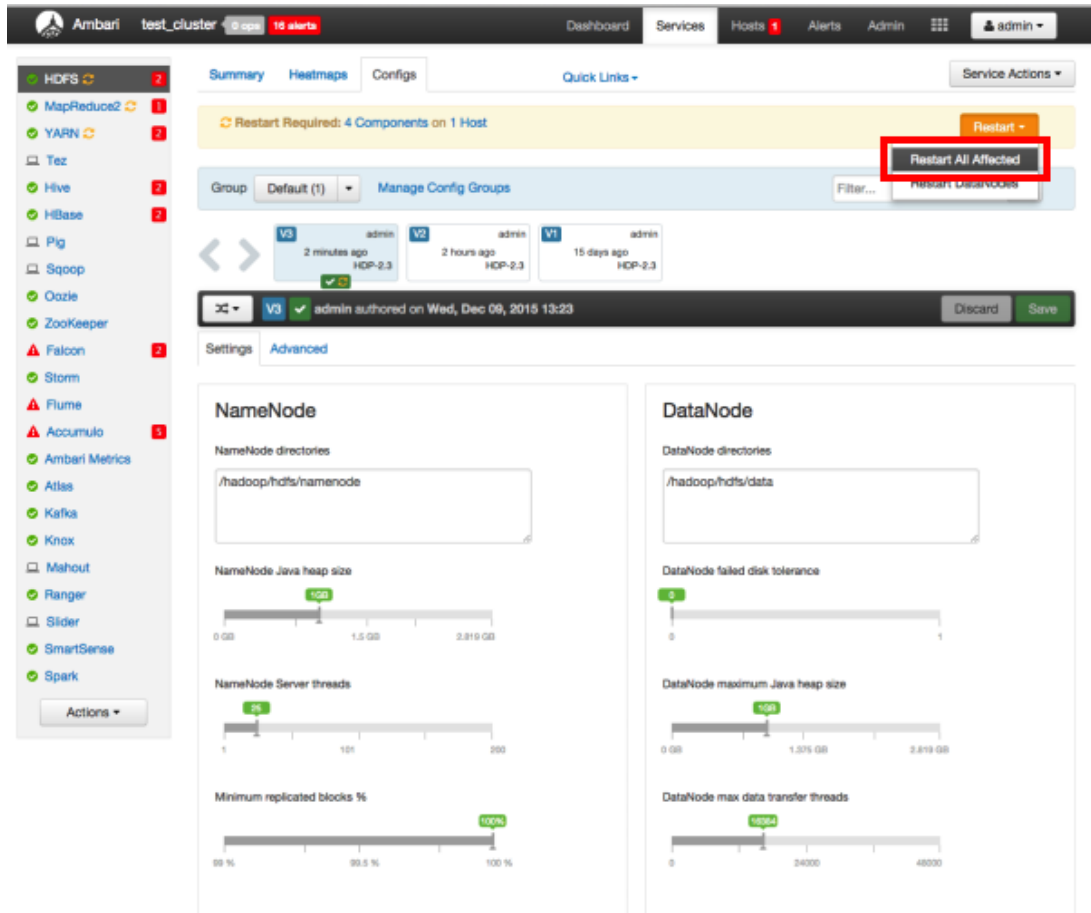 Ambari test_cluster 0 ops 16 alerts Dashboard Services Hosts 1 Alerts Admin admin
HDFS 2
MapReduce2 1
YARN 2
Tez
Hive 2
HBase 2
Pig
Sqoop
Oozie
ZooKeeper
Falcon 2
Storm
Flume
Accumulo 5
Ambari Metrics
Atlas
Kafka
Knox
Mahout
Ranger
Slider
SmartSense
Spark
Actions
Summary Heatmaps Configs Quick Links Service Actions
Restart Required: 4 Components on 1 Host Restart
Restart All Affected
Restart DataNodes
Group Default (1) Manage Config Groups Filter...
V3 admin
2 minutes ago
HDP-2.3
V2 admin
2 hours ago
HDP-2.3
V1 admin
15 days ago
HDP-2.3
V3 admin authored on Wed, Dec 09, 2015 13:23 Discard Save
Settings Advanced
NameNode
NameNode directories
/hadoop/hdfs/namenode
NameNode Java heap size
1GB
0 GB 1.5 GB 2.819 GB
NameNode Server threads
25
1 101 200
Minimum replicated blocks %
100%
99 % 99.5 % 100 %
DataNode
DataNode directories
/hadoop/hdfs/data
DataNode failed disk tolerance
0
0 1
DataNode maximum Java heap size
1GB
0 GB 1.375 GB 2.819 GB
DataNode max data transfer threads
16384
0 24000 48000